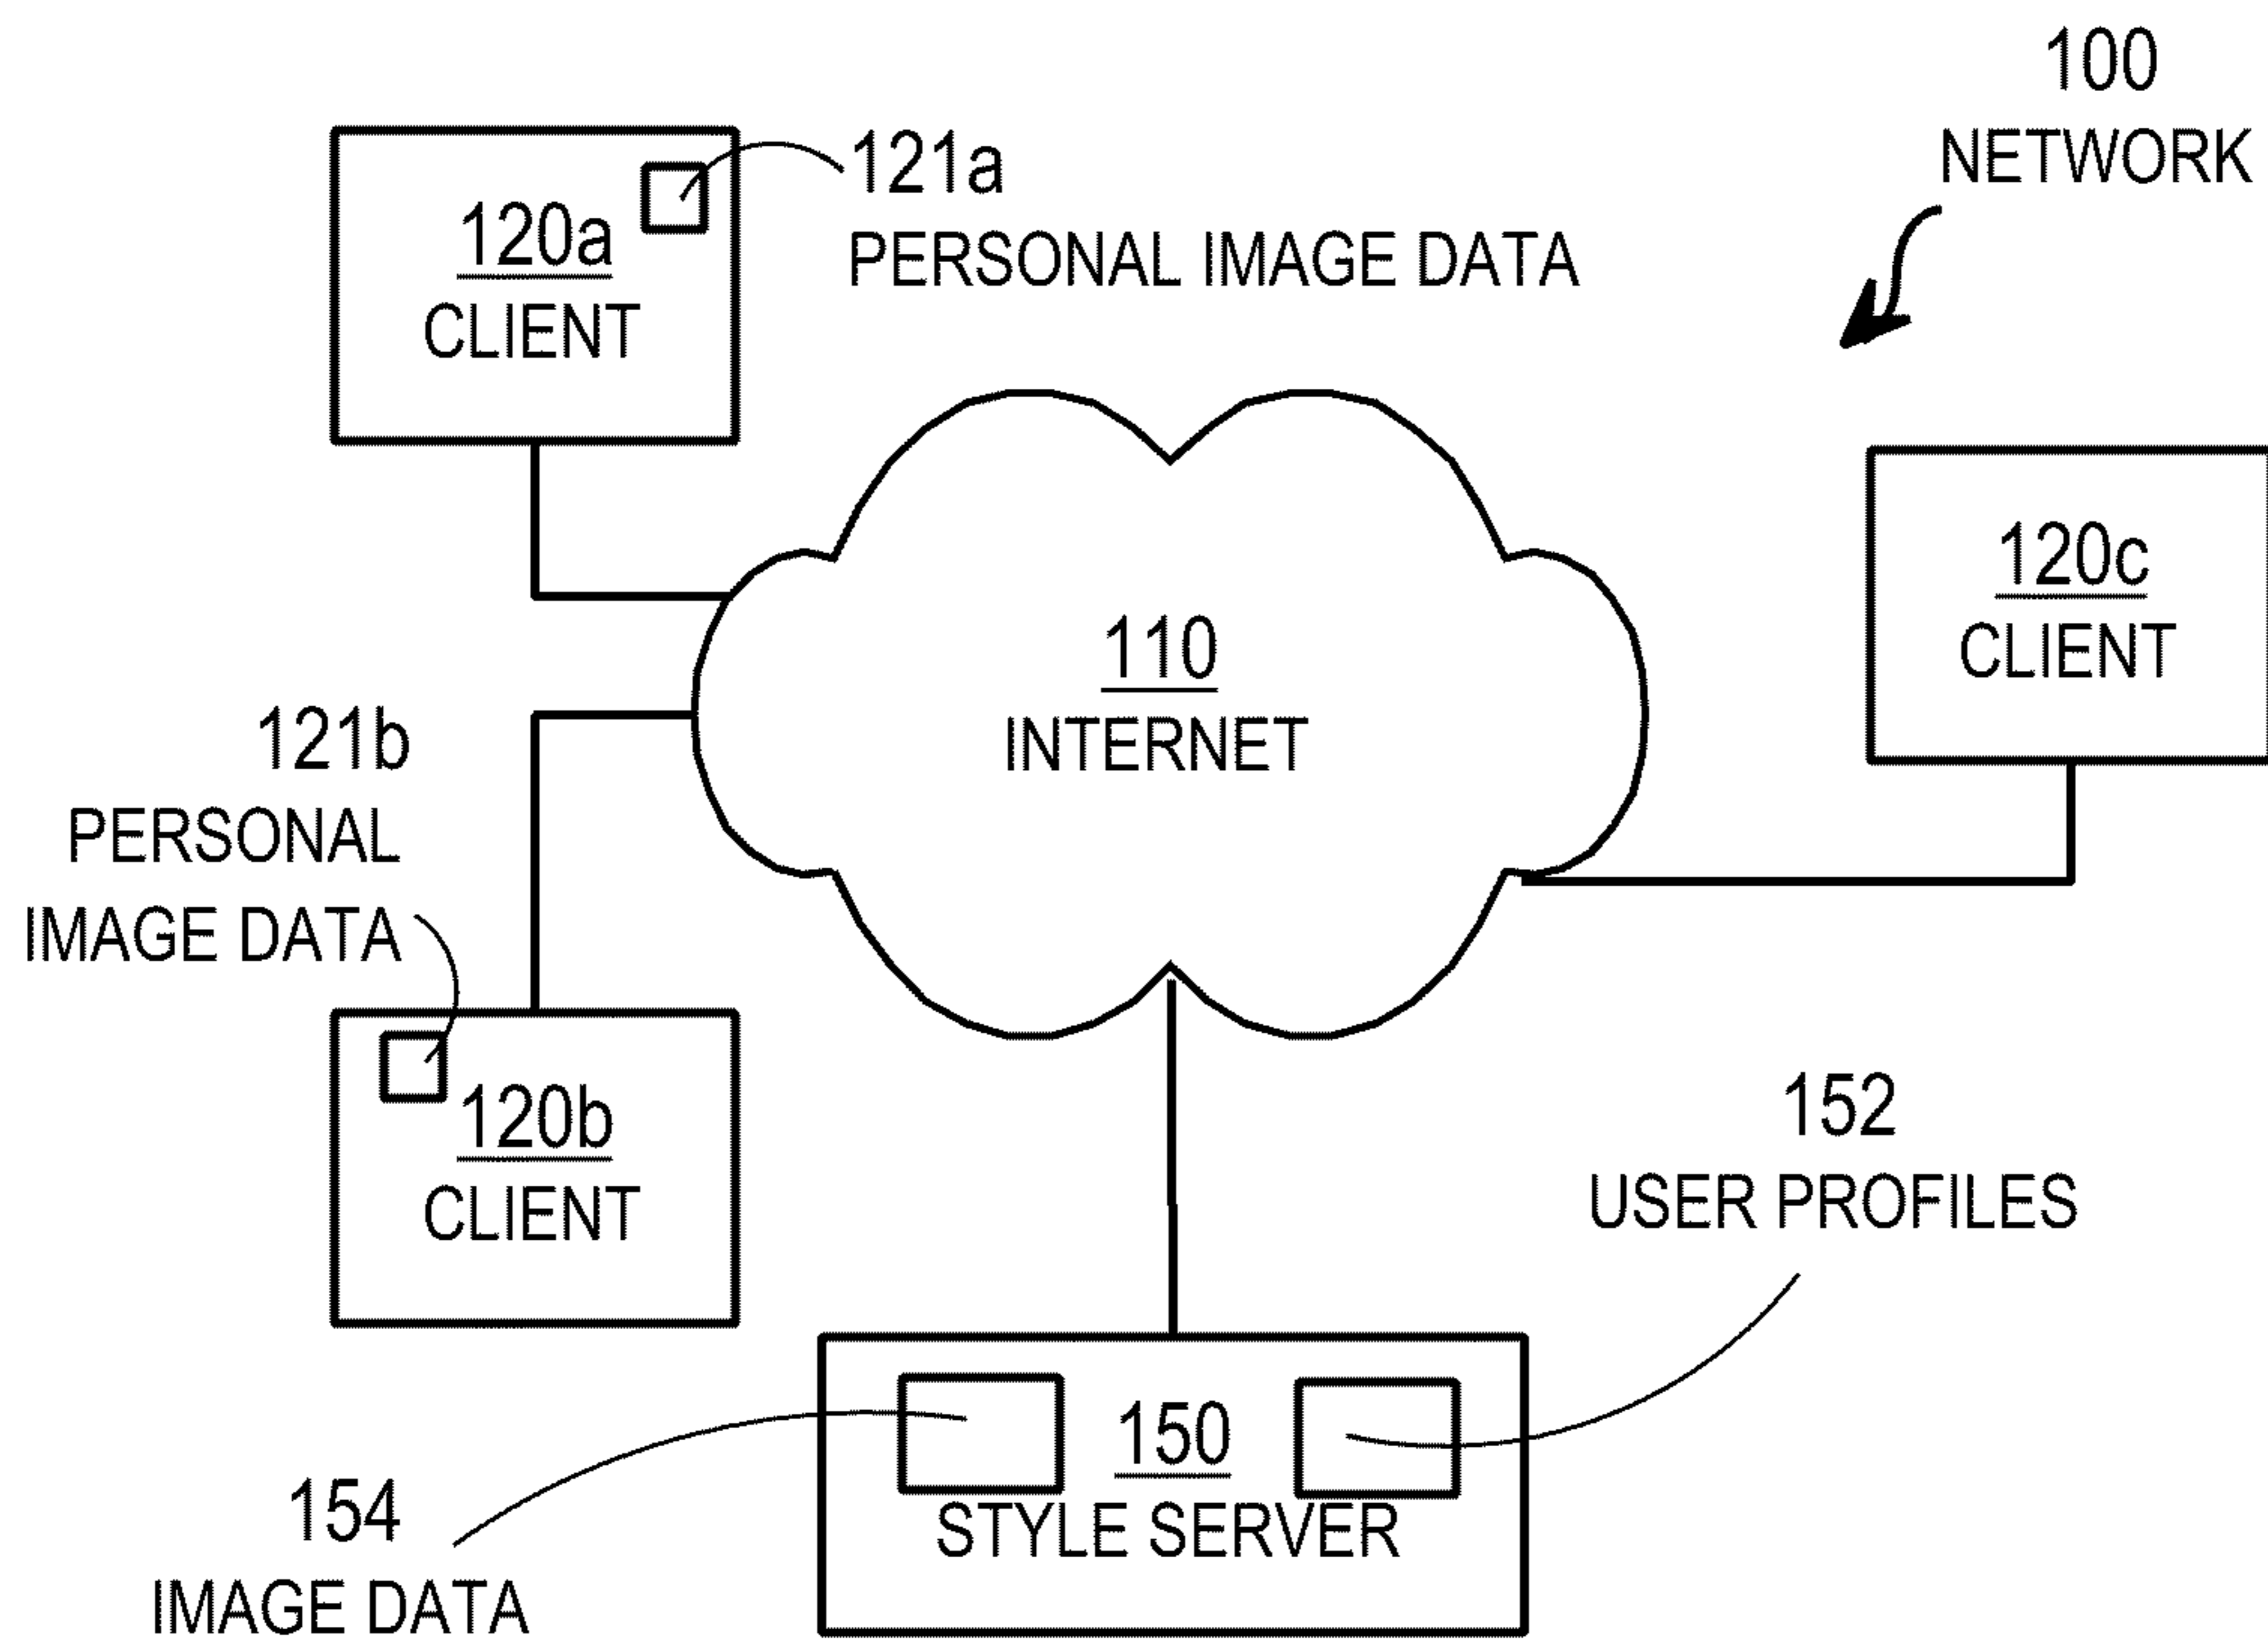 100
NETWORK
121a
PERSONAL IMAGE DATA
120a
CLIENT
120c
CLIENT
110
INTERNET
121b
PERSONAL
IMAGE DATA
120b
CLIENT
152
USER PROFILES
150
STYLE SERVER
154
IMAGE DATA